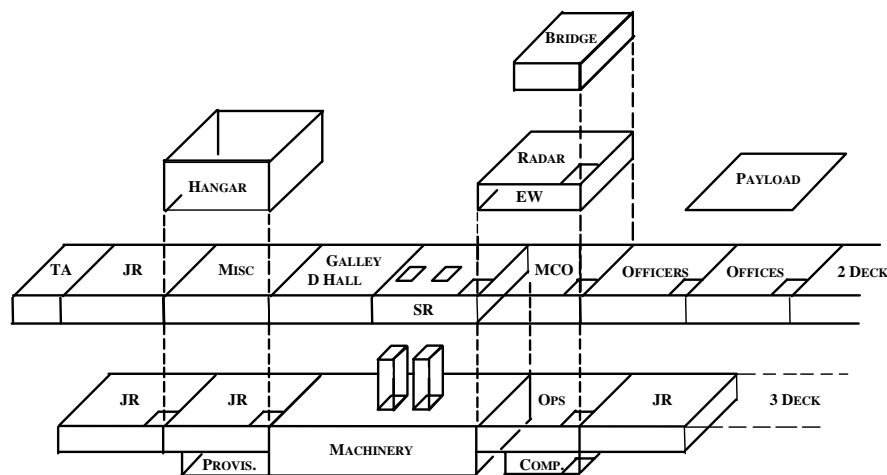 BRIDGE
RADAR
EW
HANGAR
PAYLOAD
TA
JR
MISC
GALLEY
D HALL
SR
MCO
OFFICERS
OFFICES
2 DECK
JR
JR
MACHINERY
OPS
JR
3 DECK
PROVIS.
COMP.